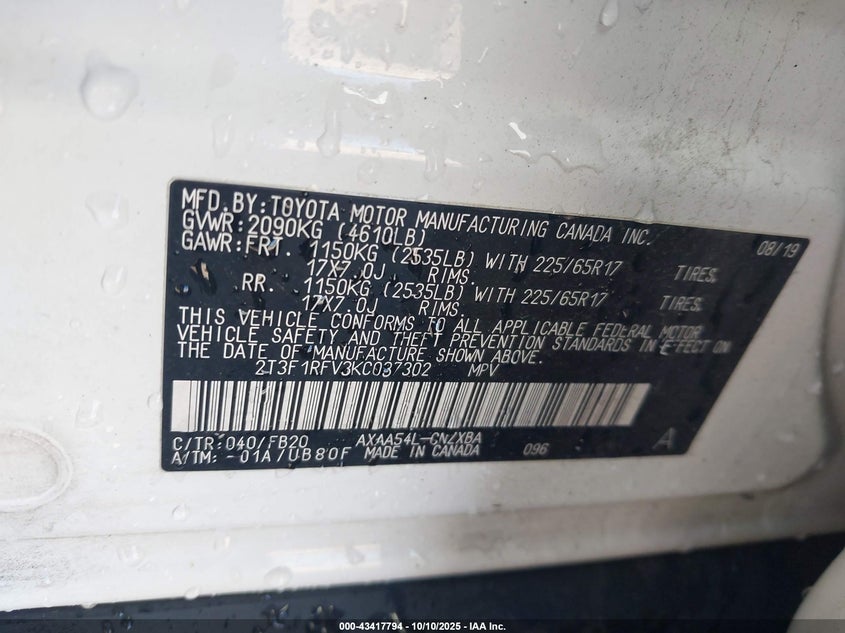 MFD.BY:TOYOTA MOTOR MANUFACTURING CANADA INC. 08/19
GVWR:2090KG (4610LB)
GAWR:FRT. 1150KG (2535LB) WITH 225/65R17 TIRES,
17X7.0J RIMS.
RR. 1150KG (2535LB) WITH 225/65R17 TIRES,
17X7.0J RIMS.
THIS VEHICLE CONFORMS TO ALL APPLICABLE FEDERAL MOTOR
VEHICLE SAFETY AND THEFT PREVENTION STANDARDS IN EFFECT ON
THE DATE OF MANUFACTURE SHOWN ABOVE.
2T3F1RFV3KC037302 MPV
C/TR:040/FB20 AXAA54L-CNZXBA A
A/TM:-01A/UB80F MADE IN CANADA 096
000-43417794 - 10/10/2025 - IAA Inc.